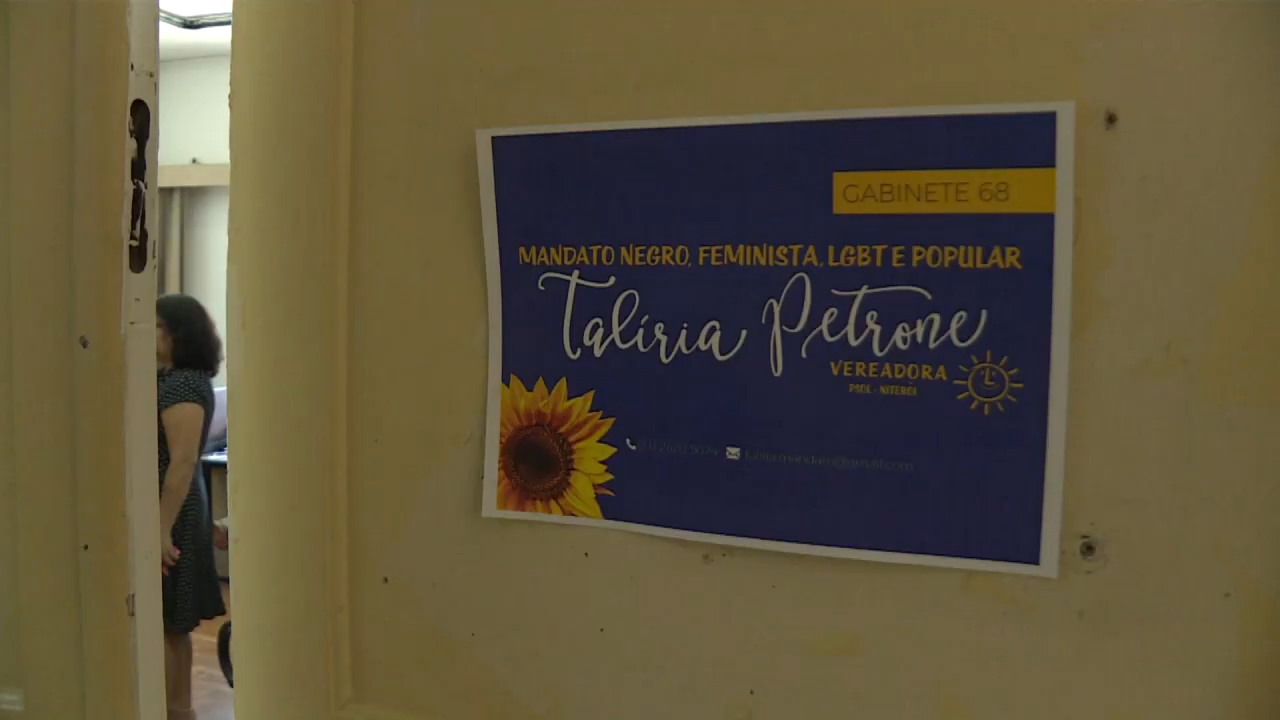 GABINETE 68
MANDATO NEGRO, FEMINISTA, LGBT E POPULAR
Talíria Petrone
VEREADORA
PSOL - NITERÓI